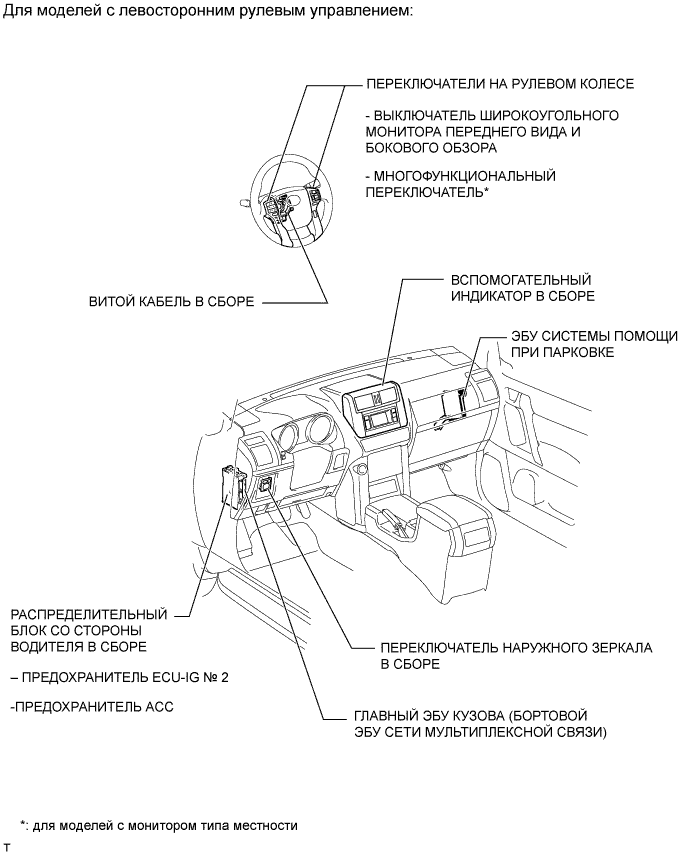 Для моделей с левосторонним рулевым управлением:
ПЕРЕКЛЮЧАТЕЛИ НА РУЛЕВОМ КОЛЕСЕ
- ВЫКЛЮЧАТЕЛЬ ШИРОКОУГОЛЬНОГО
МОНИТОРА ПЕРЕДНЕГО ВИДА И
БОКОВОГО ОБЗОРА
- МНОГОФУНКЦИОНАЛЬНЫЙ
ПЕРЕКЛЮЧАТЕЛЬ*
ВИТОЙ КАБЕЛЬ В СБОРЕ
ВСПОМОГАТЕЛЬНЫЙ
ИНДИКАТОР В СБОРЕ
ЭБУ СИСТЕМЫ ПОМОЩИ
ПРИ ПАРКОВКЕ
РАСПРЕДЕЛИТЕЛЬНЫЙ
БЛОК СО СТОРОНЫ
ВОДИТЕЛЯ В СБОРЕ
– ПРЕДОХРАНИТЕЛЬ ECU-IG № 2
-ПРЕДОХРАНИТЕЛЬ ACC
ПЕРЕКЛЮЧАТЕЛЬ НАРУЖНОГО ЗЕРКАЛА
В СБОРЕ
ГЛАВНЫЙ ЭБУ КУЗОВА (БОРТОВОЙ
ЭБУ СЕТИ МУЛЬТИПЛЕКСНОЙ СВЯЗИ)
*: для моделей с монитором типа местности
T